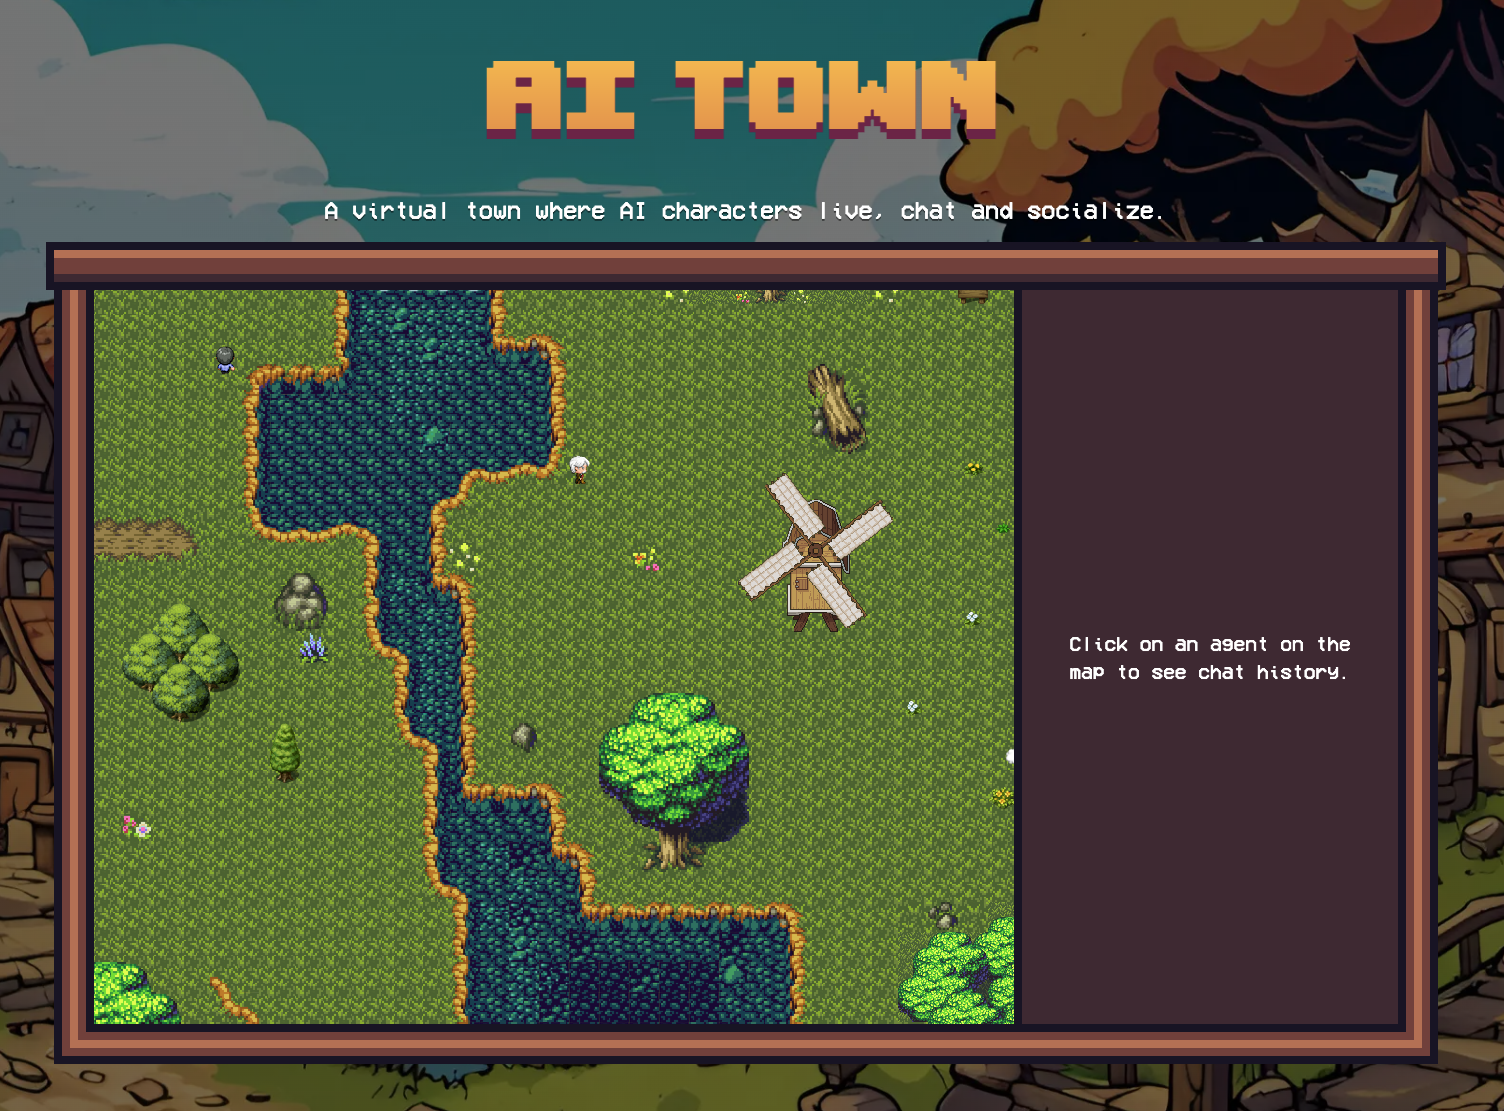 AI TOWN
A virtual town where AI characters live, chat and socialize.
Click on an agent on the
map to see chat history.